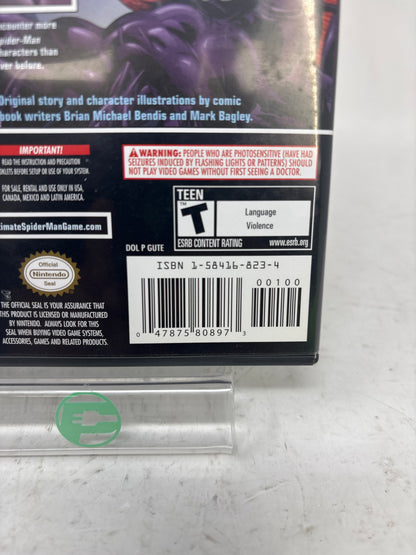 ncounter more
pider-Man
characters than
ver before.
Original story and character illustrations by comic
book writers Brian Michael Bendis and Mark Bagley.
IMPORTANT!
READ THE INSTRUCTION AND PRECAUTION
OKLETS BEFORE SETUP OR USE OF YOUR SYSTEM.
FOR SALE, RENTAL AND USE ONLY IN USA,
CANADA, MEXICO AND LATIN AMERICA.
WARNING: PEOPLE WHO ARE PHOTOSENSITIVE (HAVE HAD
SEIZURES INDUCED BY FLASHING LIGHTS OR PATTERNS) SHOULD
NOT PLAY VIDEO GAMES WITHOUT FIRST SEEING A DOCTOR.
timateSpiderManGame.com
TEEN
T
Language
Violence
ESRB CONTENT RATING
www.esrb.org
DOL P GUTE
Official
Nintendo
Seal
THE OFFICIAL SEAL IS YOUR ASSURANCE THAT
THIS PRODUCT IS LICENSED OR MANUFACTURED
BY NINTENDO. ALWAYS LOOK FOR THIS
SEAL WHEN BUYING VIDEO GAME SYSTEMS,
ACCESSORIES, GAMES AND RELATED PRODUCTS.
ISBN 1-58416-823-4
00100
0 47875 80897 3